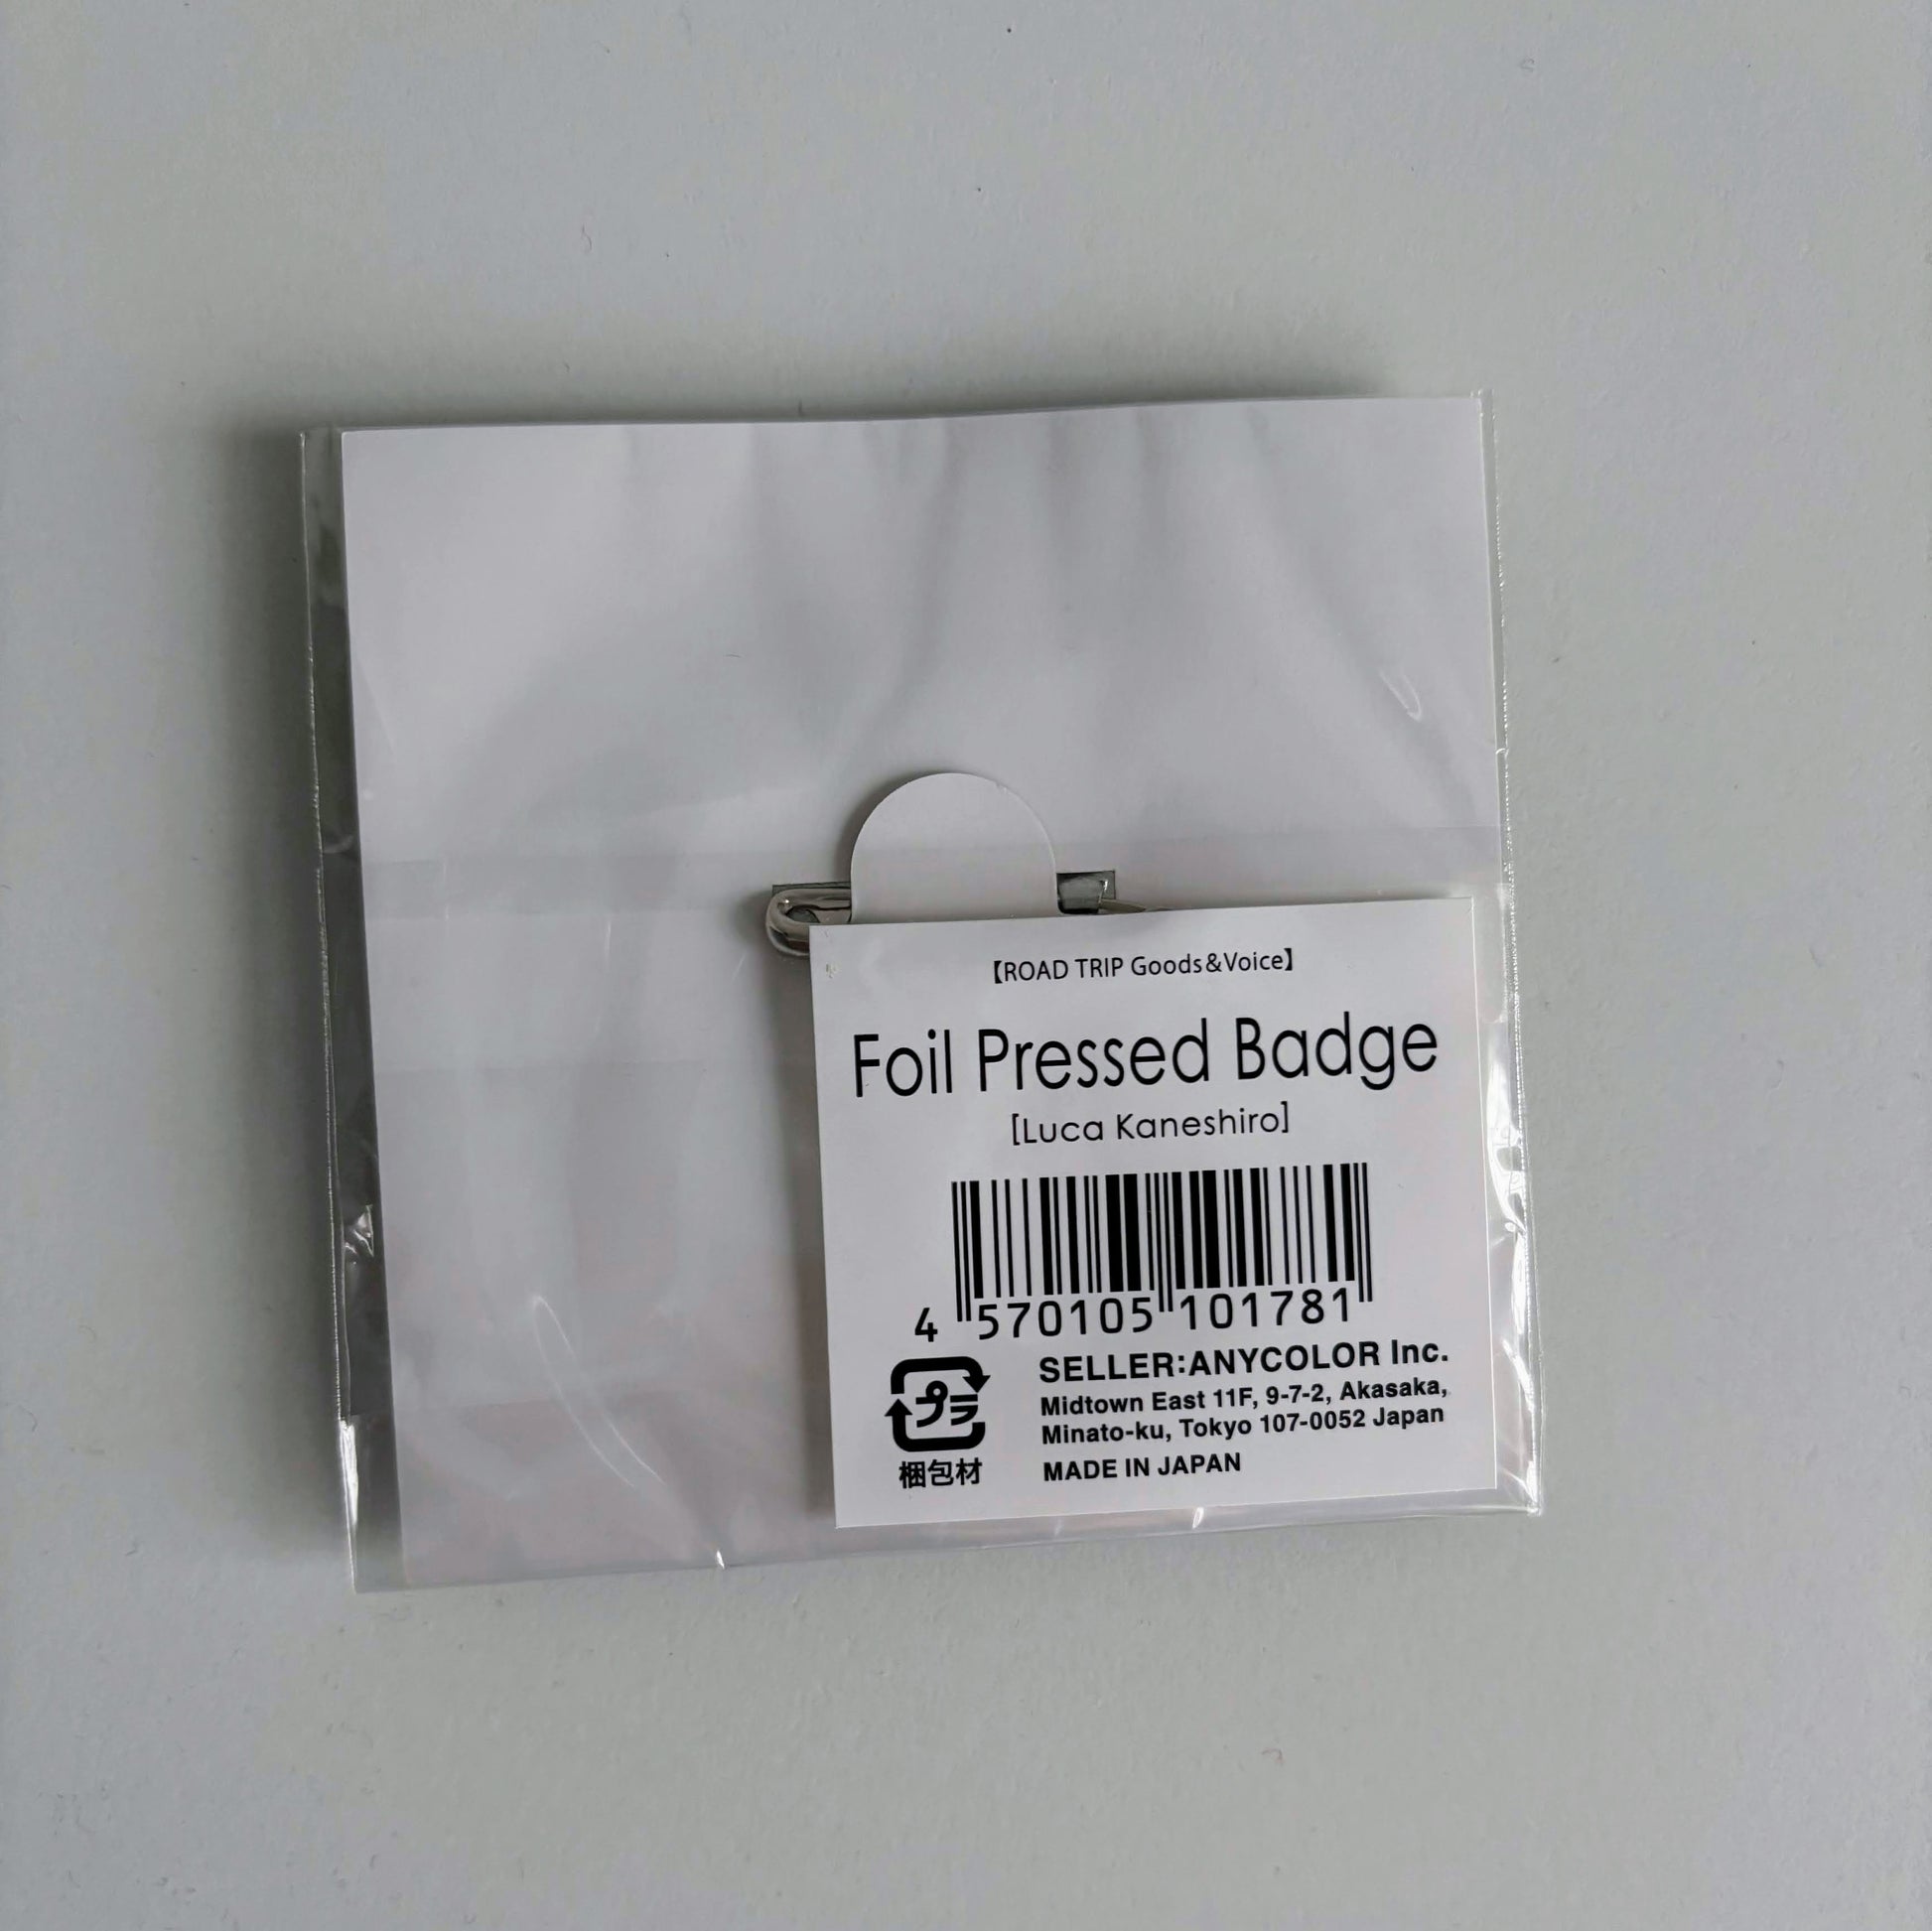 【ROAD TRIP Goods&Voice】
Foil Pressed Badge
[Luca Kaneshiro]
4 570105 101781
プラ
梱包材
SELLER:ANYCOLOR Inc.
Midtown East 11F, 9-7-2, Akasaka,
Minato-ku, Tokyo 107-0052 Japan
MADE IN JAPAN